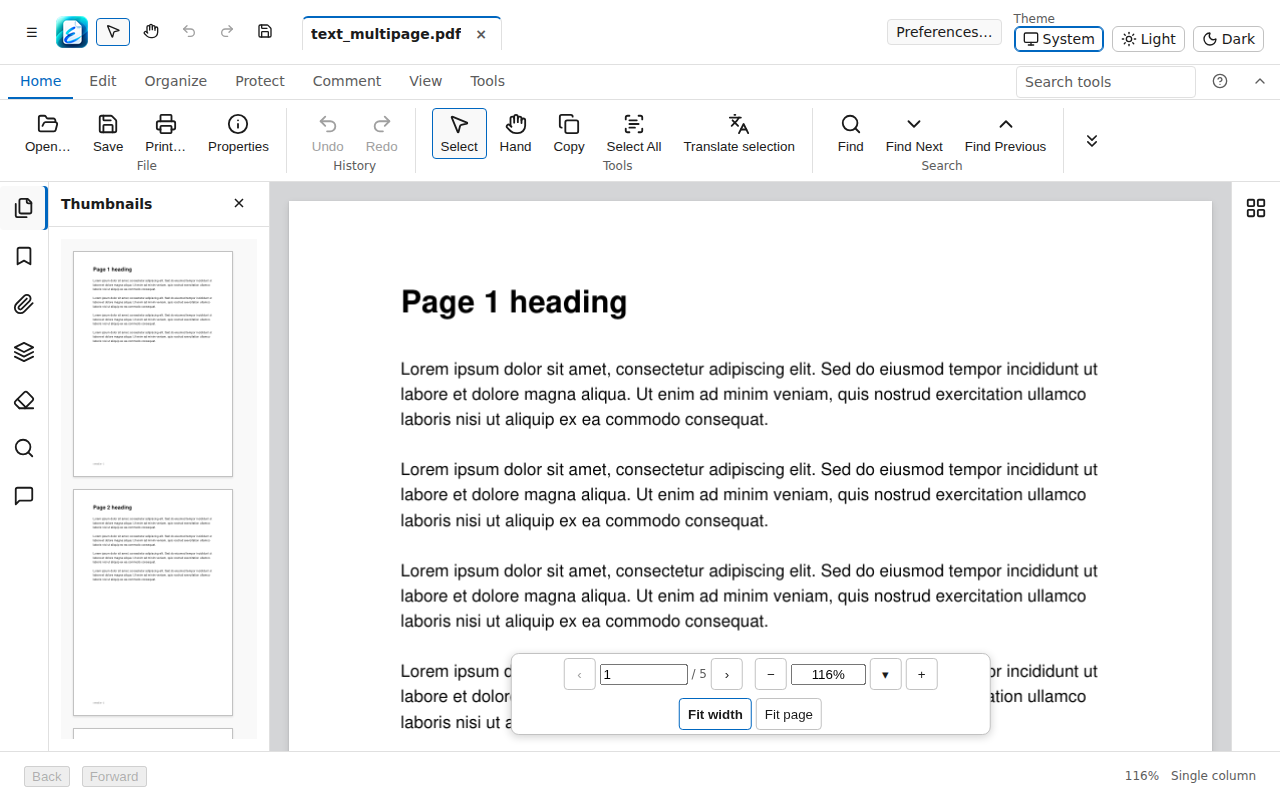 text_multipage.pdf
Preferences…
Theme
System
Light
Dark
Home
Edit
Organize
Protect
Comment
View
Tools
Search tools
Open…
Save
Print…
Properties
File
Undo
Redo
History
Select
Hand
Copy
Select All
Translate selection
Tools
Find
Find Next
Find Previous
Search
Thumbnails
Page 1 heading
Page 2 heading
Page 1 heading
Lorem ipsum dolor sit amet, consectetur adipiscing elit. Sed do eiusmod tempor incididunt ut
labore et dolore magna aliqua. Ut enim ad minim veniam, quis nostrud exercitation ullamco
laboris nisi ut aliquip ex ea commodo consequat.
Lorem ipsum dolor sit amet, consectetur adipiscing elit. Sed do eiusmod tempor incididunt ut
labore et dolore magna aliqua. Ut enim ad minim veniam, quis nostrud exercitation ullamco
laboris nisi ut aliquip ex ea commodo consequat.
Lorem ipsum dolor sit amet, consectetur adipiscing elit. Sed do eiusmod tempor incididunt ut
labore et dolore magna aliqua. Ut enim ad minim veniam, quis nostrud exercitation ullamco
laboris nisi ut aliquip ex ea commodo consequat.
Lorem ipsum d or incididunt ut
labore et dolor ation ullamco
laboris nisi ut a
1 / 5
116%
Fit width
Fit page
Back
Forward
116%
Single column